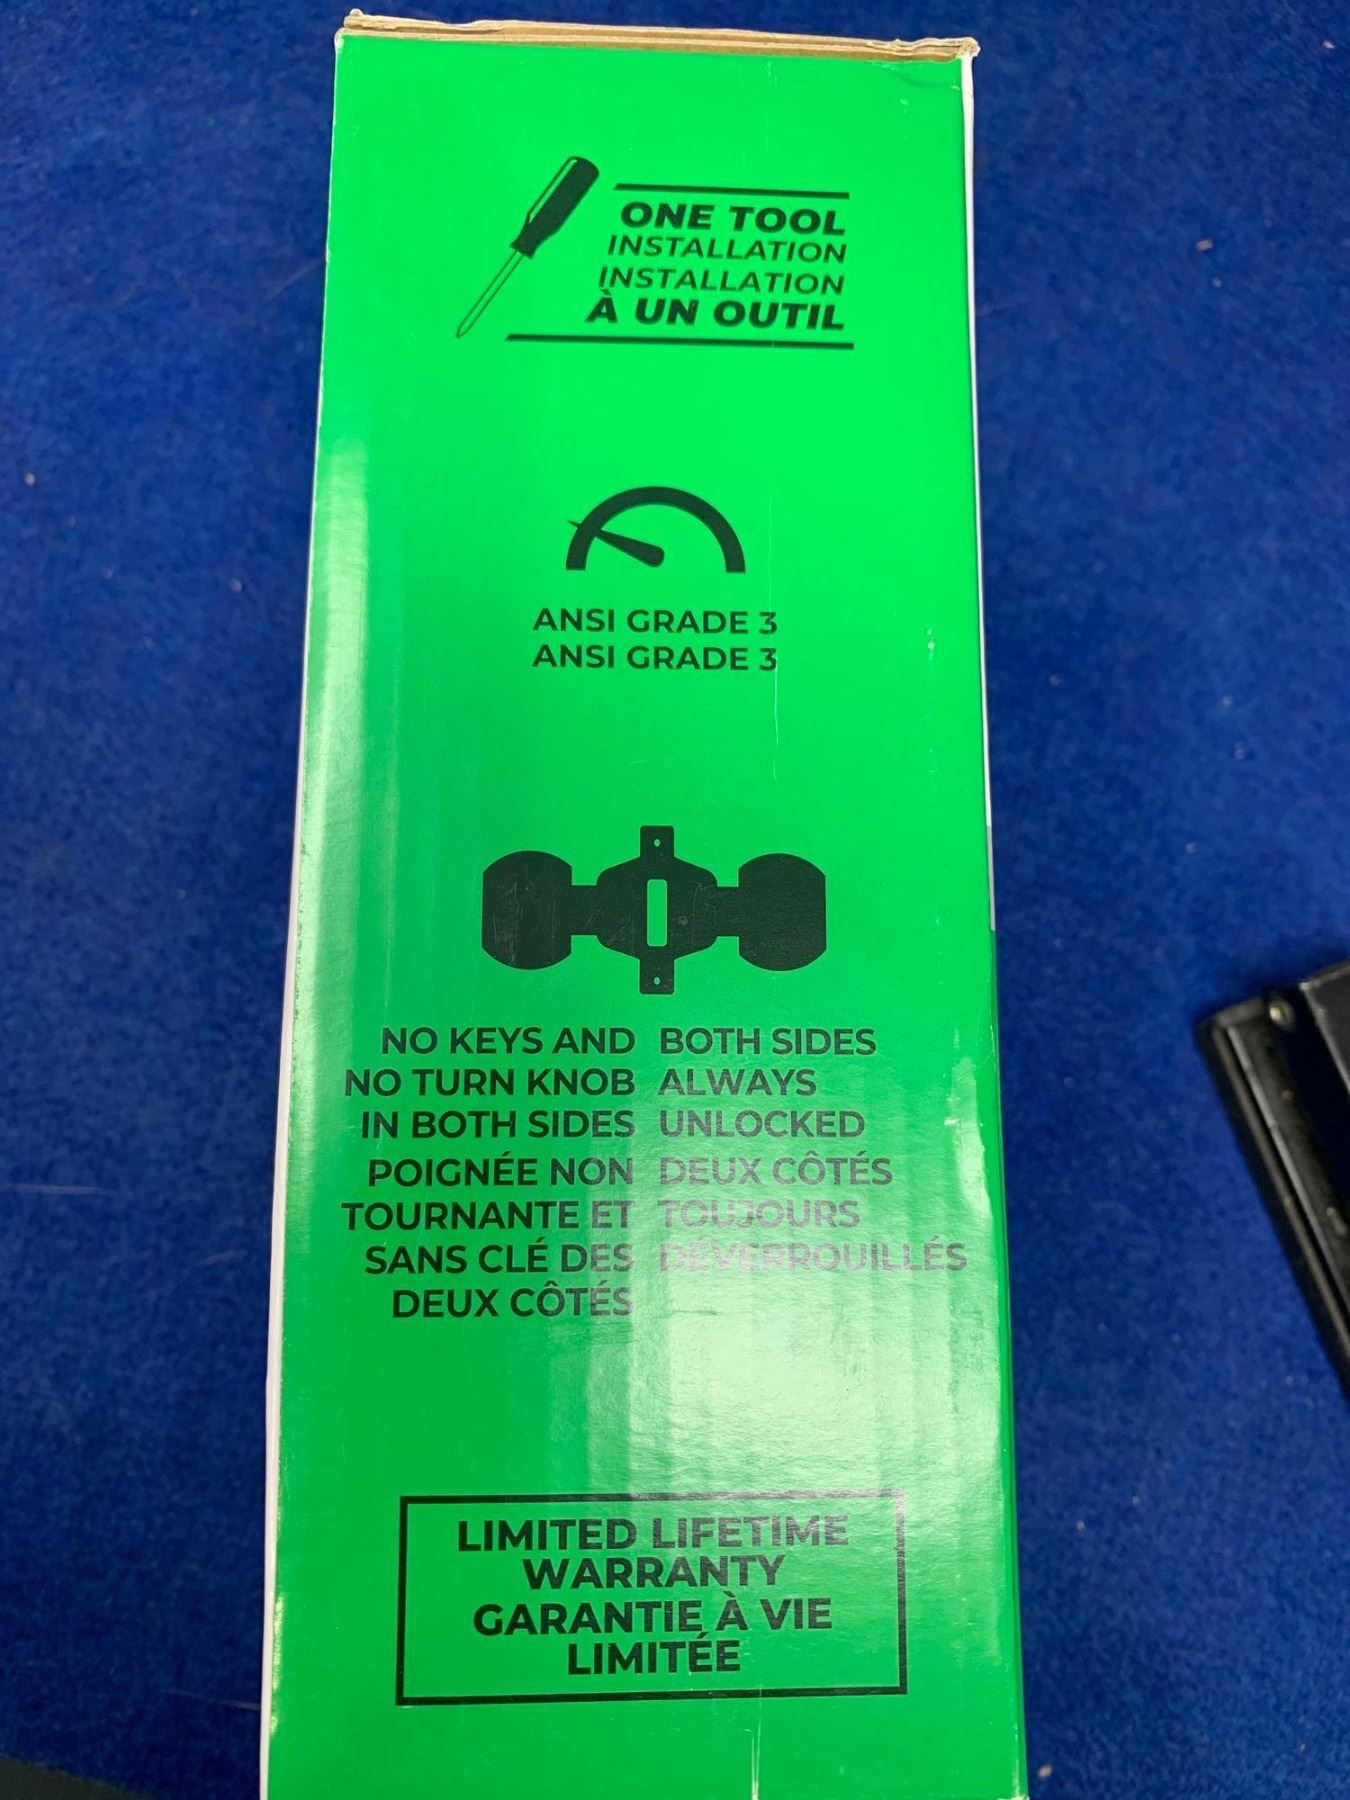 ONE TOOL
INSTALLATION
INSTALLATION
À UN OUTIL
ANSI GRADE 3
ANSI GRADE 3
NO KEYS AND
NO TURN KNOB
IN BOTH SIDES
POIGNÉE NON
TOURNANTE ET
SANS CLÉ DES
DEUX CÔTÉS
BOTH SIDES
ALWAYS
UNLOCKED
DEUX CÔTÉS
TOUJOURS
DÉVERROUILLÉS
LIMITED LIFETIME
WARRANTY
GARANTIE À VIE
LIMITÉE